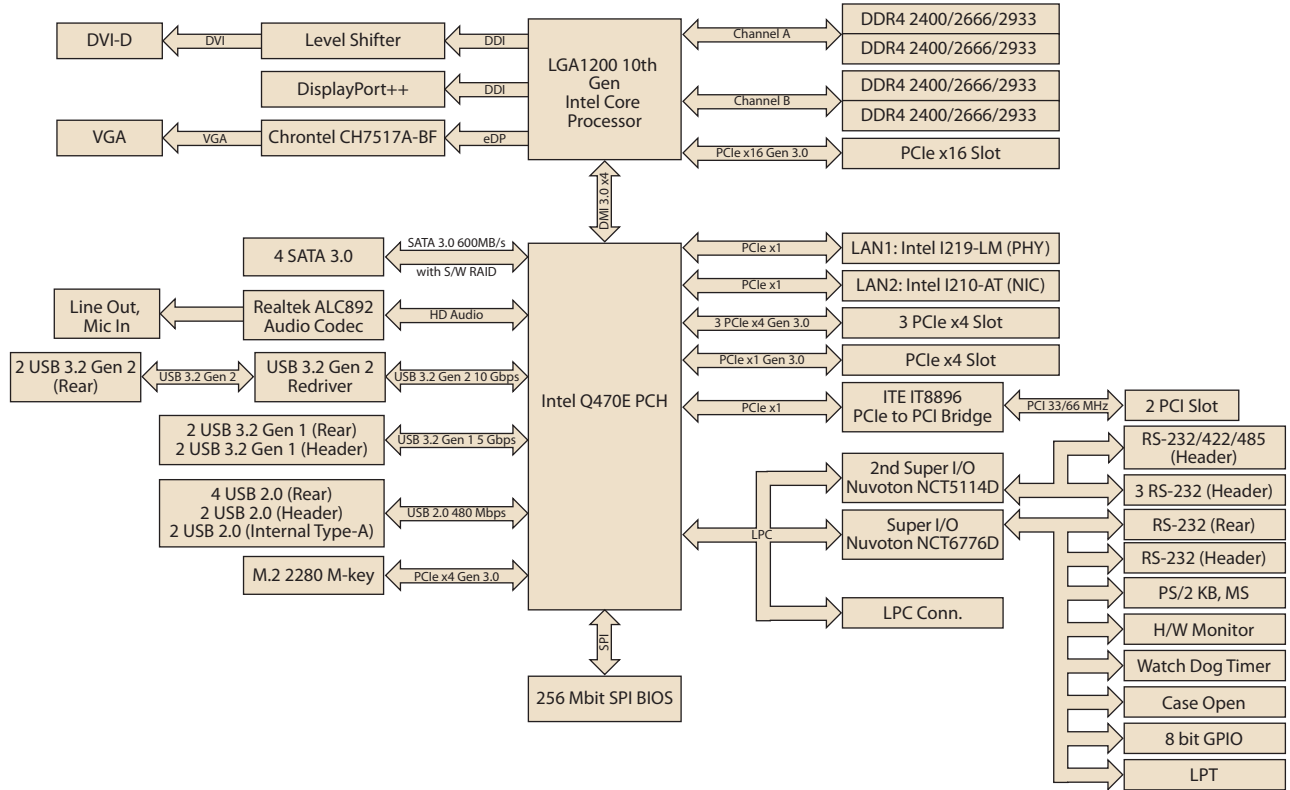 DVI-D
DVI
Level Shifter
DDI
DisplayPort++
DDI
VGA
VGA
Chrontel CH7517A-BF
eDP
LGA1200 10th
Gen
Intel Core
Processor
Channel A
DDR4 2400/2666/2933
DDR4 2400/2666/2933
Channel B
DDR4 2400/2666/2933
DDR4 2400/2666/2933
PCIe x16 Gen 3.0
PCIe x16 Slot
DMI 3.0 x4
4 SATA 3.0
SATA 3.0 600MB/s
with S/W RAID
Line Out,
Mic In
Realtek ALC892
Audio Codec
HD Audio
2 USB 3.2 Gen 2
(Rear)
USB 3.2 Gen 2
USB 3.2 Gen 2
Redriver
USB 3.2 Gen 2 10 Gbps
2 USB 3.2 Gen 1 (Rear)
2 USB 3.2 Gen 1 (Header)
USB 3.2 Gen 1 5 Gbps
4 USB 2.0 (Rear)
2 USB 2.0 (Header)
2 USB 2.0 (Internal Type-A)
USB 2.0 480 Mbps
M.2 2280 M-key
PCIe x4 Gen 3.0
Intel Q470E PCH
SPI
256 Mbit SPI BIOS
PCIe x1
LAN1: Intel I219-LM (PHY)
PCIe x1
LAN2: Intel I210-AT (NIC)
3 PCIe x4 Gen 3.0
3 PCIe x4 Slot
PCIe x1 Gen 3.0
PCIe x4 Slot
PCIe x1
ITE IT8896
PCIe to PCI Bridge
PCI 33/66 MHz
2 PCI Slot
LPC
2nd Super I/O
Nuvoton NCT5114D
Super I/O
Nuvoton NCT6776D
LPC Conn.
RS-232/422/485
(Header)
3 RS-232 (Header)
RS-232 (Rear)
RS-232 (Header)
PS/2 KB, MS
H/W Monitor
Watch Dog Timer
Case Open
8 bit GPIO
LPT